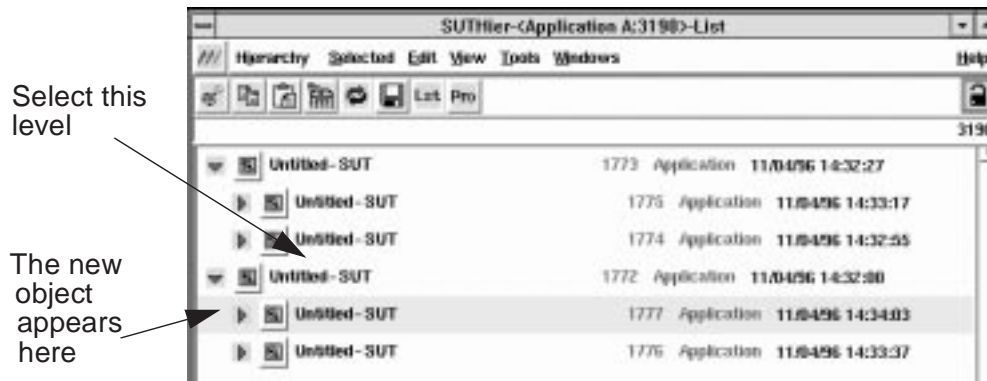 SUTHier-<Application A:3198>-List
Hierarchy Selected Edit View Tools Windows Help
Lst Pro
3198
Select this
level
Untitled-SUT 1773 Application 11/04/96 14:32:27
Untitled-SUT 1775 Application 11/04/96 14:33:17
Untitled-SUT 1774 Application 11/04/96 14:32:55
Untitled-SUT 1772 Application 11/04/96 14:32:00
The new
object
appears
here
Untitled-SUT 1777 Application 11/04/96 14:34:03
Untitled-SUT 1776 Application 11/04/96 14:33:37